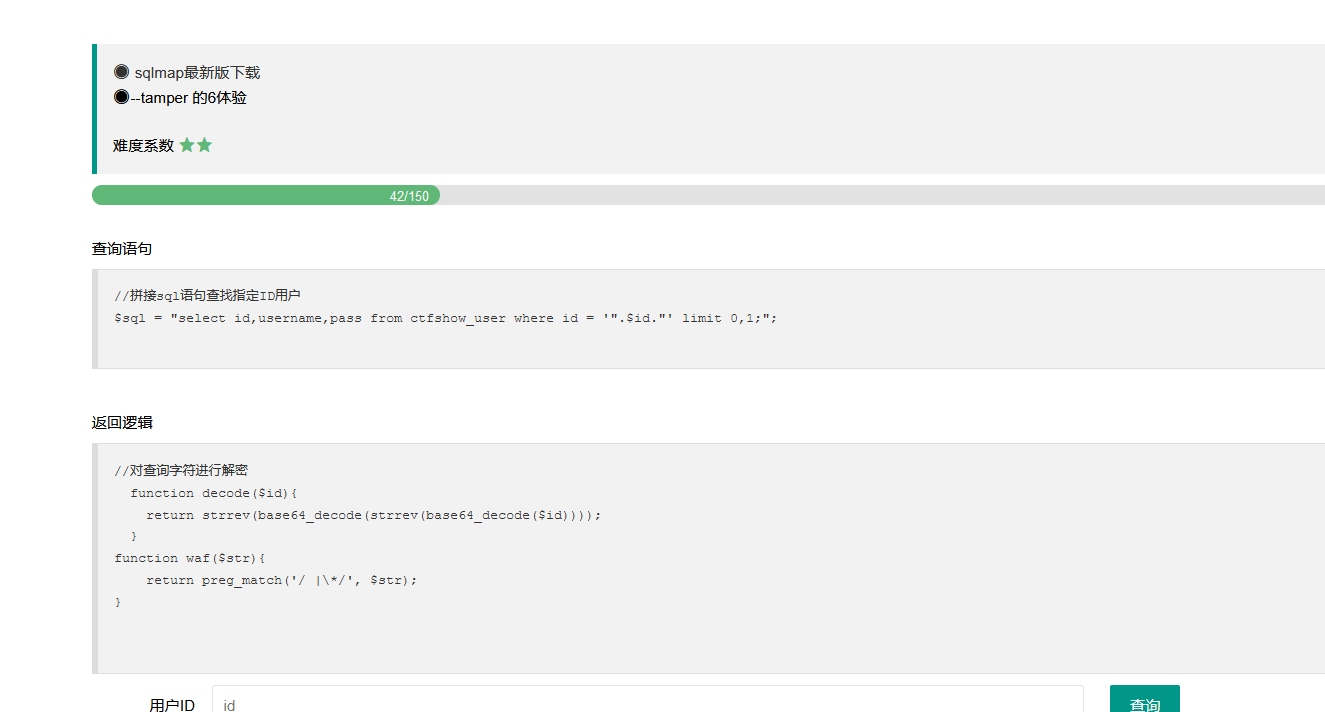 sqlmap最新版下载
--tamper 的6体验
难度系数
42/150
查询语句
//拼接sql语句查找指定ID用户
$sql = "select id,username,pass from ctfshow_user where id = '".$id."' limit 0,1;";
返回逻辑
//对查询字符进行解密
function decode($id){
return strrev(base64_decode(strrev(base64_decode($id))));
}
function waf($str){
return preg_match('/ |\*/', $str);
}
用户ID id 查询